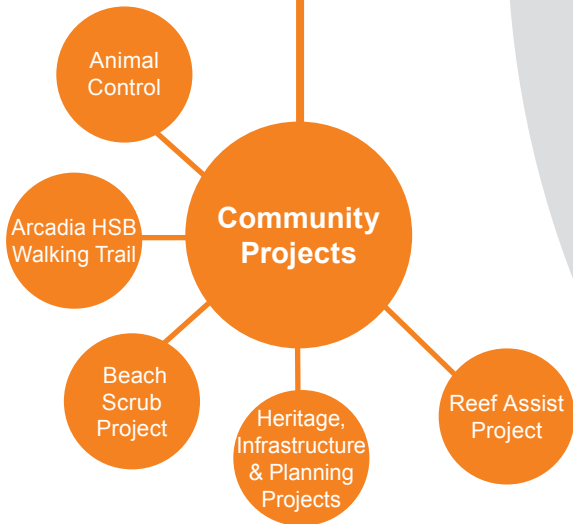 Animal
Control
Community
Projects
Arcadia HSB
Walking Trail
Beach
Scrub
Project
Heritage,
Infrastructure
& Planning
Projects
Reef Assist
Project